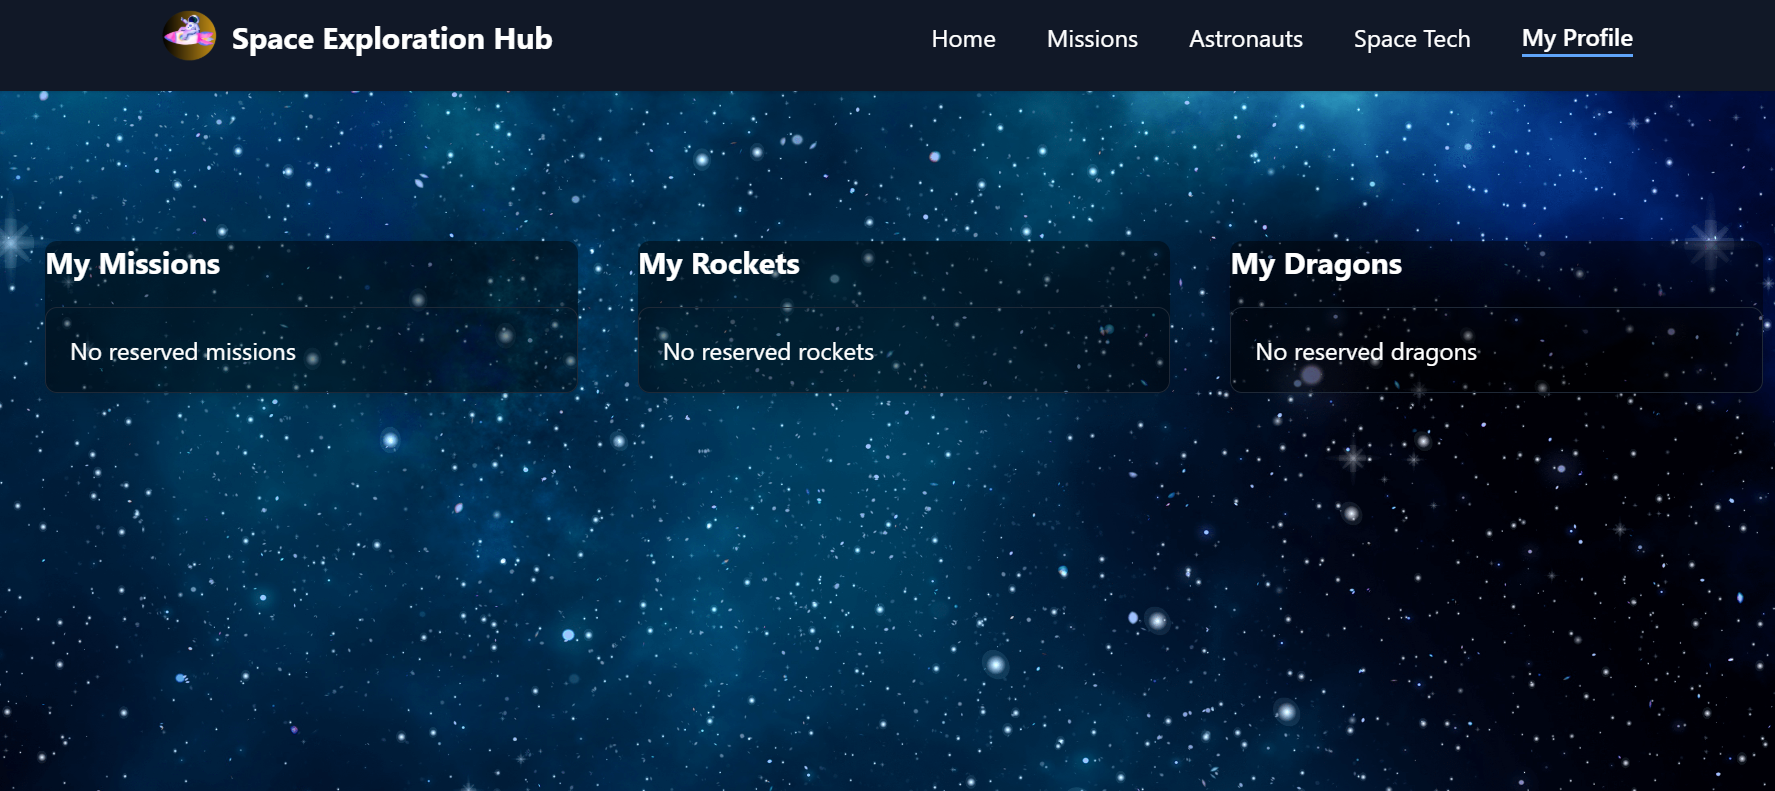 Space Exploration Hub
Home
Missions
Astronauts
Space Tech
My Profile
My Missions
No reserved missions
My Rockets
No reserved rockets
My Dragons
No reserved dragons